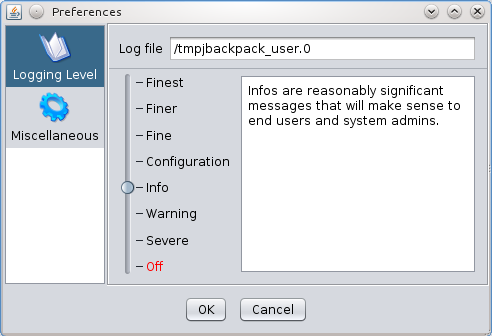 Preferences
Logging Level
Miscellaneous
Log file /tmpjbackpack_user.0
Finest
Finer
Fine
Configuration
Info
Warning
Severe
Off
Infos are reasonably significant
messages that will make sense to
end users and system admins.
OK Cancel